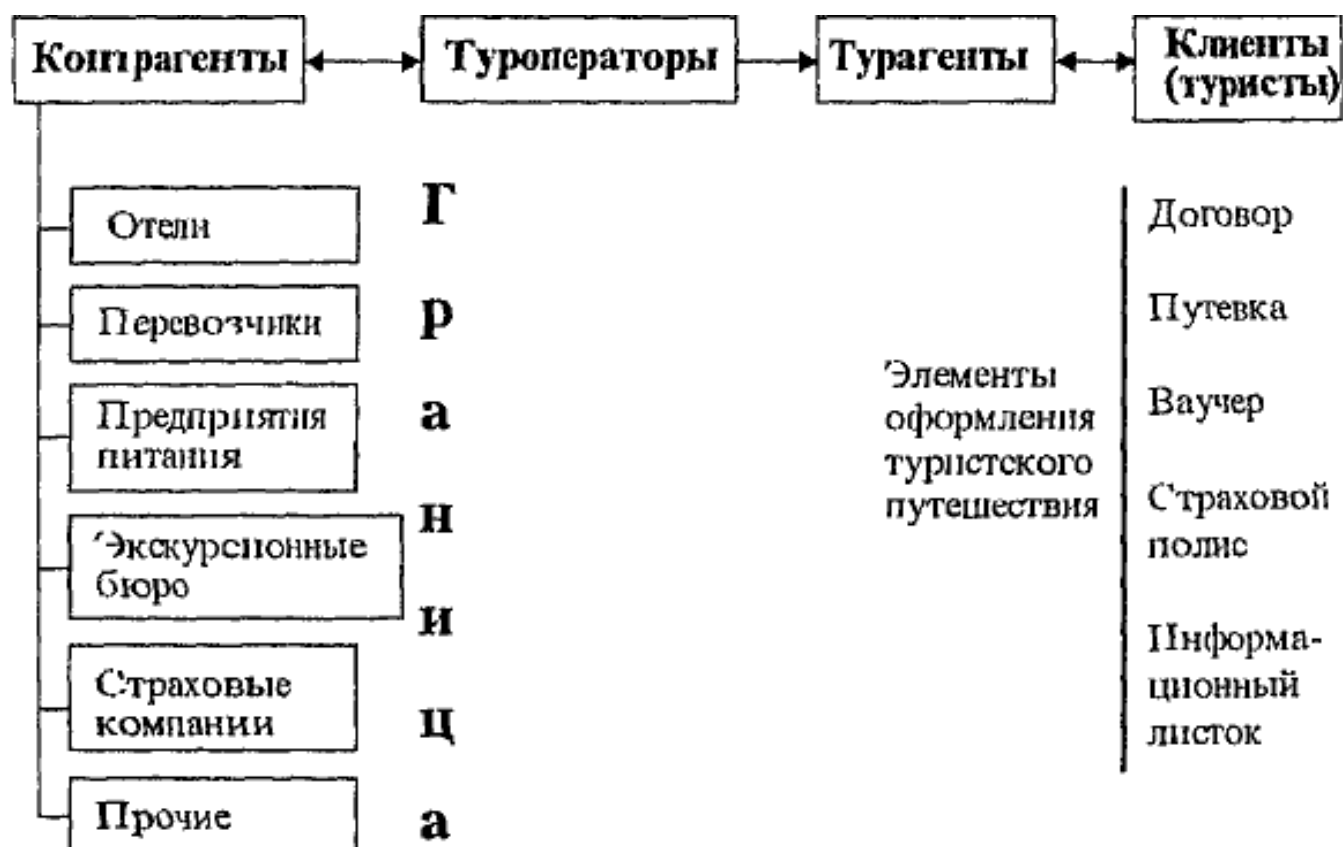 Контрагенты
Туроператоры
Турагенты
Клиенты
(туристы)
Отели
Перевозчики
Предприятия
питания
Экскурсионные
бюро
Страховые
компании
Прочие
Г
р
а
н
и
ц
а
Элементы
оформления
туристского
путешествия
Договор
Путевка
Ваучер
Страховой
полис
Информа-
ционный
листок